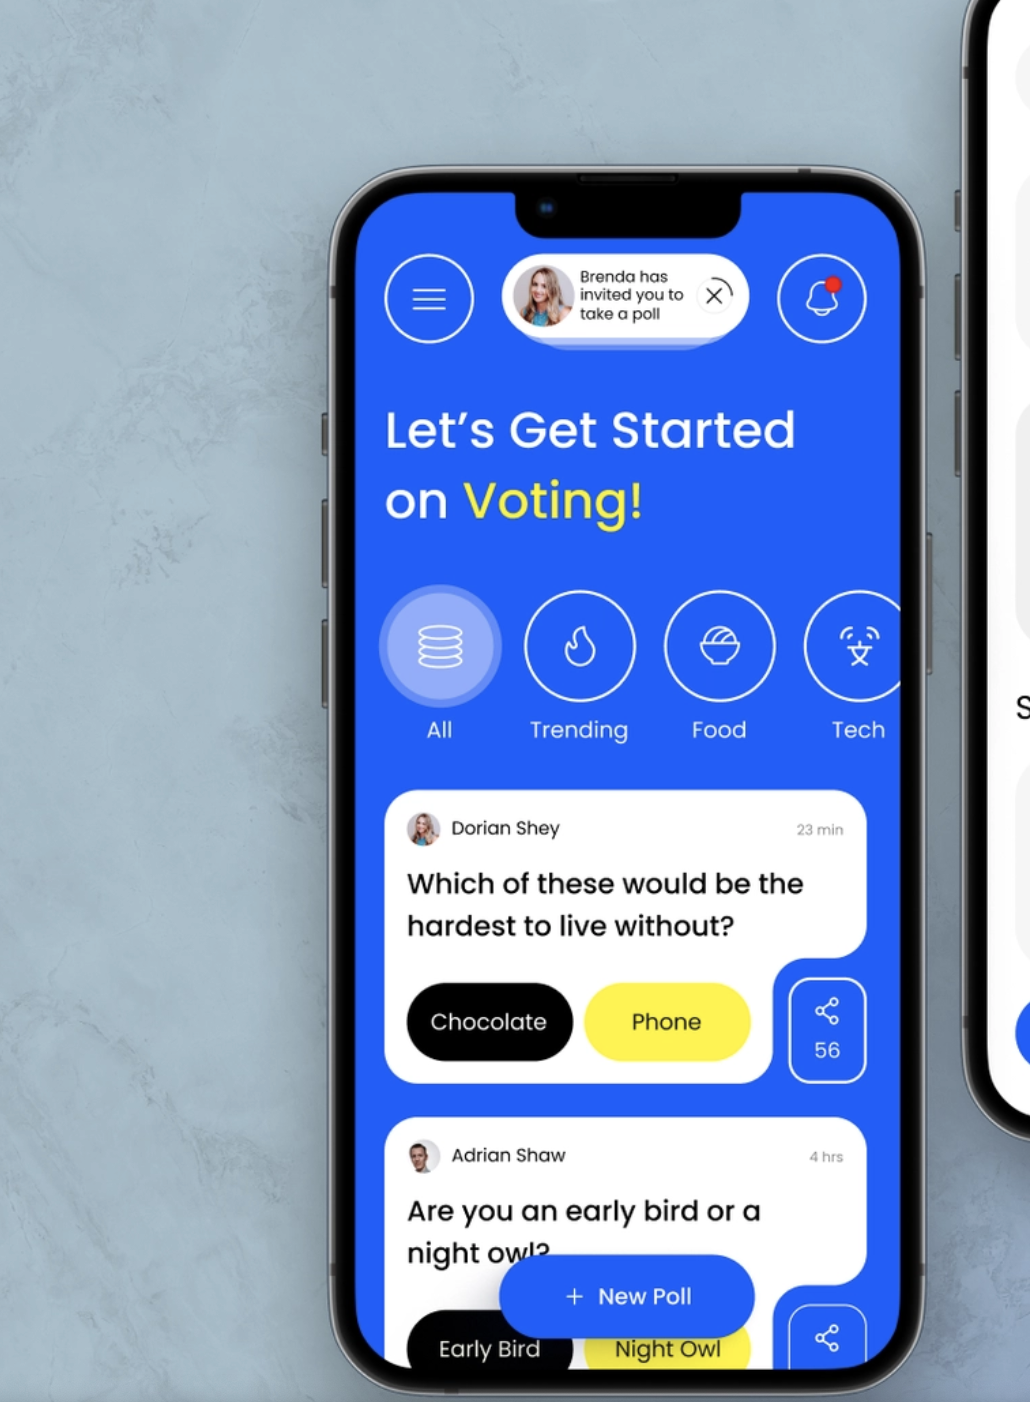 Brenda has
invited you to
take a poll
Let's Get Started
on Voting!
All
Trending
Food
Tech
Dorian Shey
23 min
Which of these would be the
hardest to live without?
Chocolate
Phone
56
Adrian Shaw
4 hrs
Are you an early bird or a
night owl?
+ New Poll
Early Bird
Night Owl
S